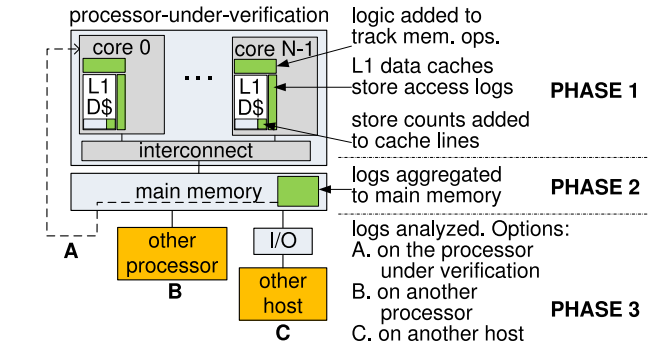 processor-under-verification
core 0
core N-1
L1
D$
...
L1
D$
interconnect
main memory
other
processor
B
I/O
other
host
C
A
logic added to
track mem. ops.
L1 data caches
store access logs
PHASE 1
store counts added
to cache lines
logs aggregated
to main memory
PHASE 2
logs analyzed. Options:
A. on the processor
under verification
B. on another
processor
C. on another host
PHASE 3